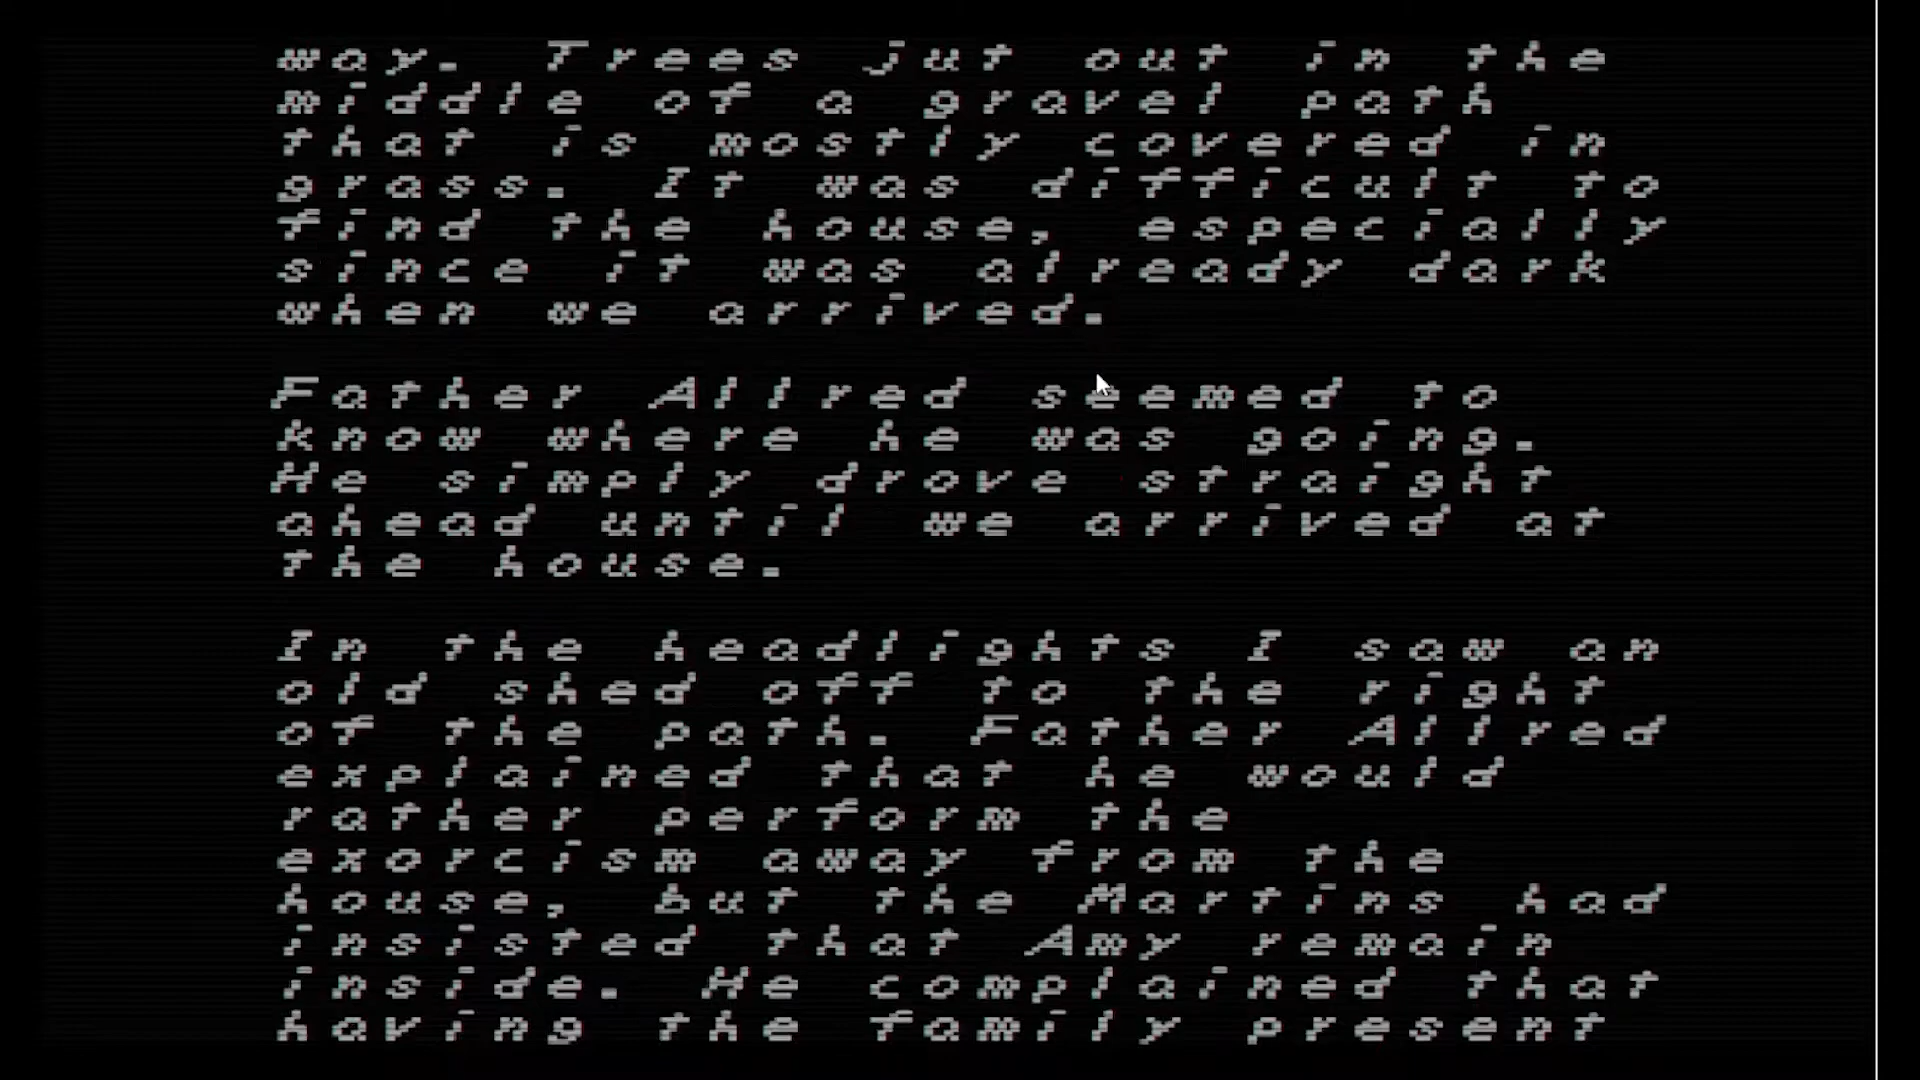 way. Trees jut out in the
middle of a gravel path
that is mostly covered in
grass. It was difficult to
find the house, especially
since it was already dark
when we arrived.
Father Allred seemed to
know where he was going.
He simply drove straight
ahead until we arrived at
the house.
In the headlights I saw an
old shed off to the right
of the path. Father Allred
explained that he would
rather perform the
exorcism away from the
house, but the Martins had
insisted that Amy remain
inside. He complained that
having the family present